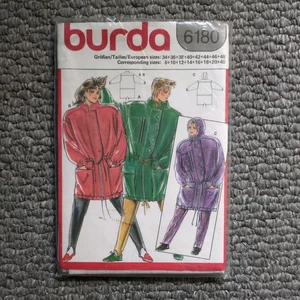 burda
6180
Größen/Tailles/European sizes: 34+36+38+40+42+44+46+48
Corresponding sizes: 8+10+12+14+16+18+20+40
A B
C